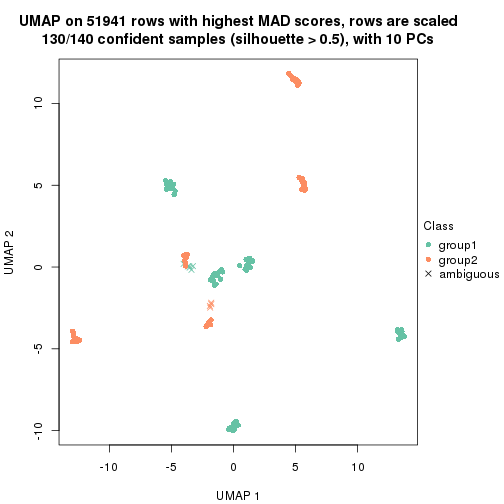 UMAP on 51941 rows with highest MAD scores, rows are scaled
130/140 confident samples (silhouette > 0.5), with 10 PCs
10
5
0
-5
-10
UMAP 2
-10
-5
0
5
10
UMAP 1
Class
group1
group2
ambiguous